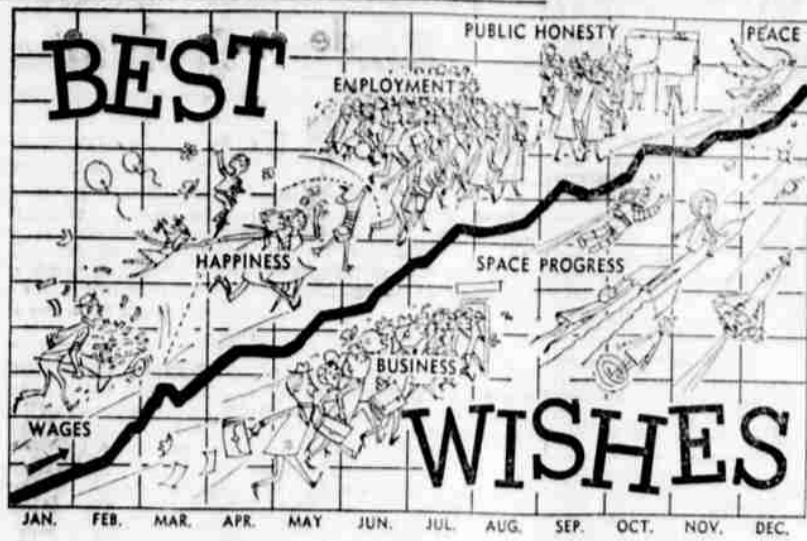 BEST
PUBLIC HONESTY
PEACE
EMPLOYMENT
HAPPINESS
SPACE PROGRESS
BUSINESS
WAGES
WISHES
JAN. FEB. MAR. APR. MAY JUN. JUL. AUG. SEP. OCT. NOV. DEC.